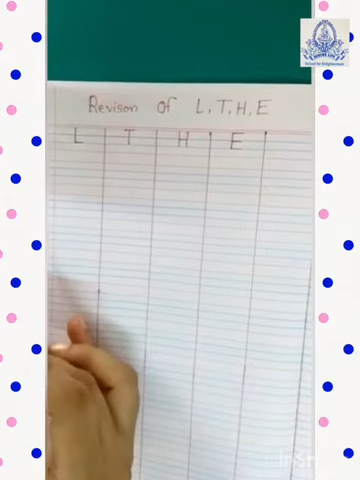 Revison of L, T, H, E
L T H E